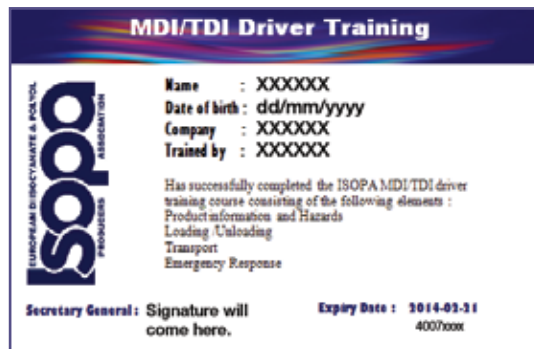 MDI/TDI Driver Training
EUROPEAN DIISOCYANATE & POLYOL
isopa
PRODUCERS ASSOCIATION
Name : XXXXXX
Date of birth : dd/mm/yyyy
Company : XXXXXX
Trained by : XXXXXX
Has successfully completed the ISOPA MDI/TDI driver
training course consisting of the following elements :
Product information and Hazards
Loading /Unloading
Transport
Emergency Response
Secretary General : Signature will
come here.
Expiry Date : 2014-02-21
4007xxxx